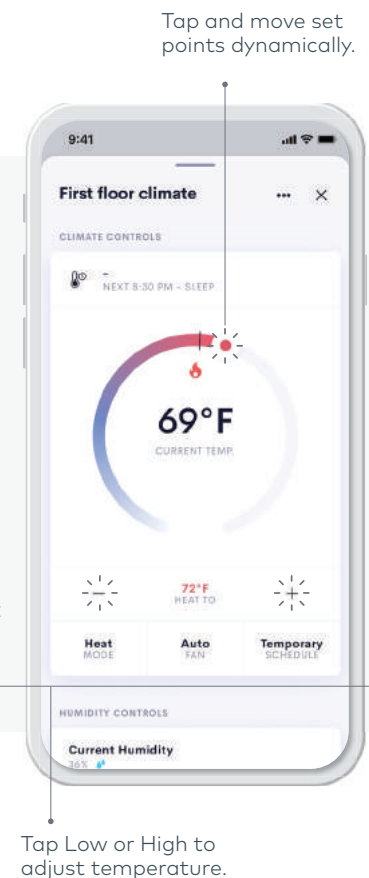 Tap and move set
points dynamically.
9:41
First floor climate
CLIMATE CONTROLS
-
NEXT 8:30 PM - SLEEP
69°F
CURRENT TEMP.
72°F
HEAT TO
Heat
MODE
Auto
FAN
Temporary
SCHEDULE
HUMIDITY CONTROLS
Current Humidity
36%
Tap Low or High to
adjust temperature.